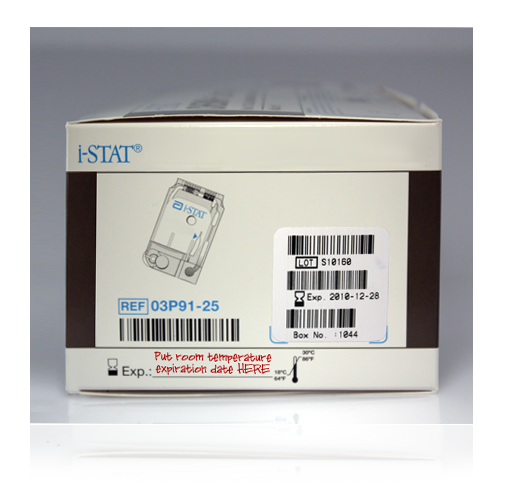 i-STAT®
i-STAT
LOT S10160
Exp. 2010-12-28
REF 03P91-25
Box No. :1044
Put room temperature
Exp.: expiration date HERE
30°C
86°F
18°C
64°F